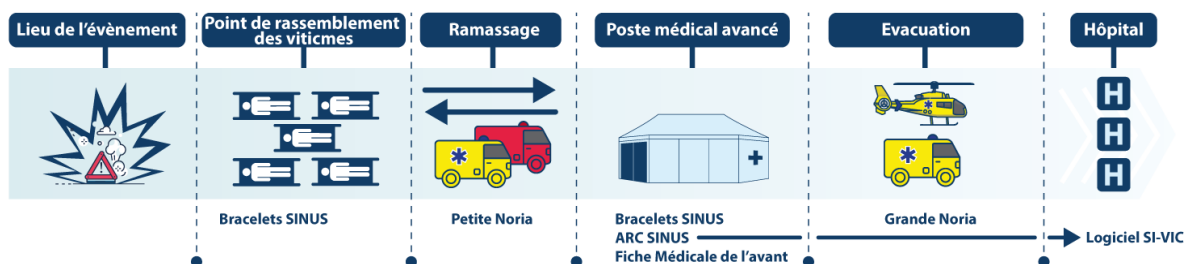 Lieu de l'évènement
Point de rassemblement
des viticmes
Ramassage
Poste médical avancé
Evacuation
Hôpital
H
H
H
Bracelets SINUS
Petite Noria
Bracelets SINUS
ARC SINUS
Fiche Médicale de l'avant
Grande Noria
Logiciel SI-VIC